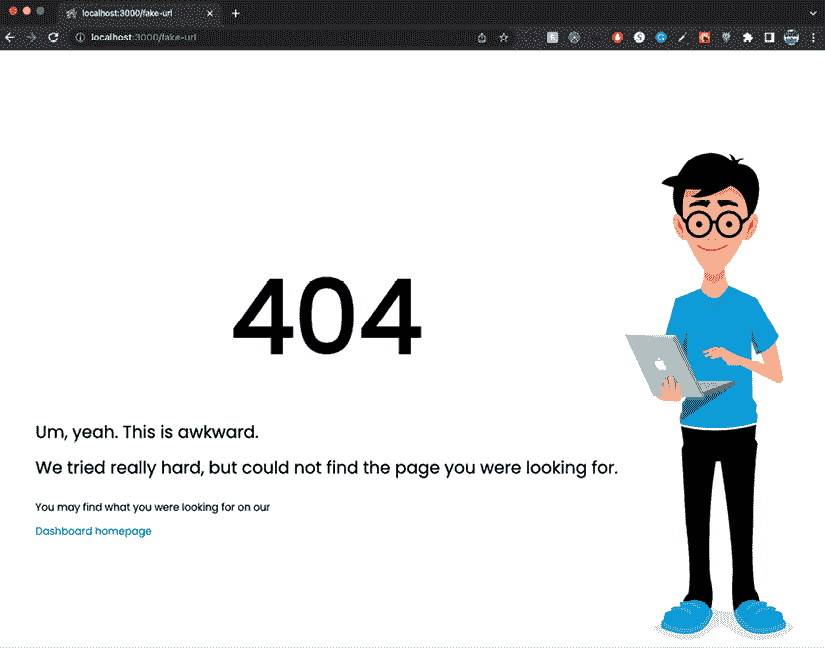 localhost:3000/fake-url
localhost:3000/fake-url
404
Um, yeah. This is awkward.
We tried really hard, but could not find the page you were looking for.
You may find what you were looking for on our
Dashboard homepage